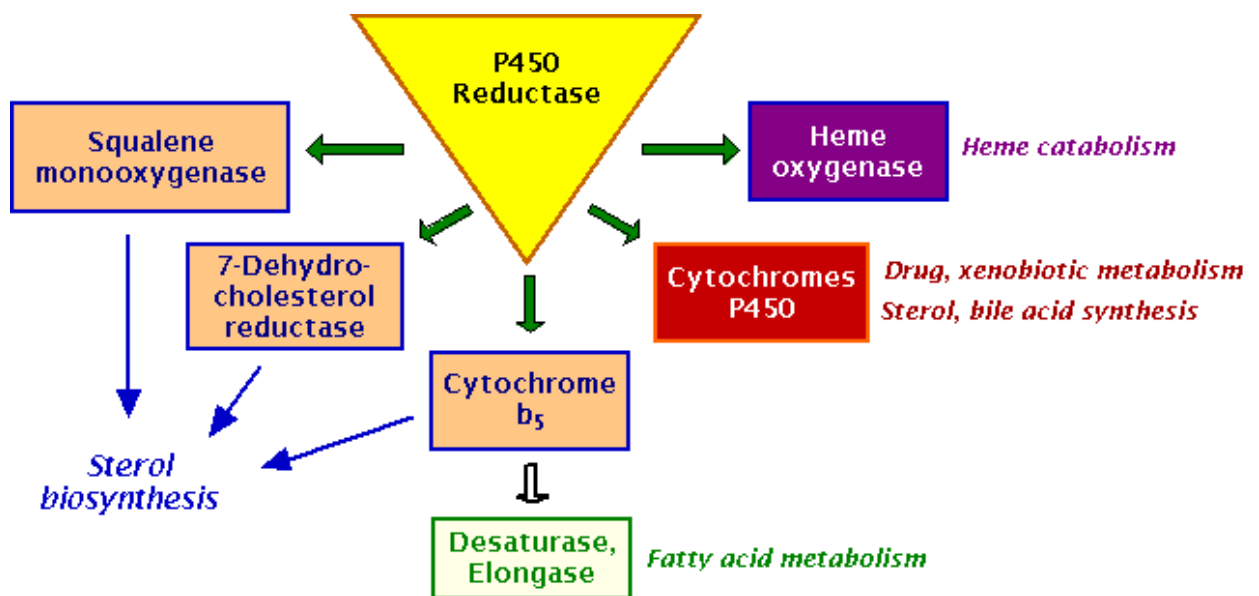 P450
Reductase
Squalene
monooxygenase
Heme
oxygenase
Heme catabolism
7-Dehydro-
cholesterol
reductase
Cytochromes
P450
Drug, xenobiotic metabolism
Sterol, bile acid synthesis
Cytochrome
b₅
Sterol
biosynthesis
Desaturase,
Elongase
Fatty acid metabolism